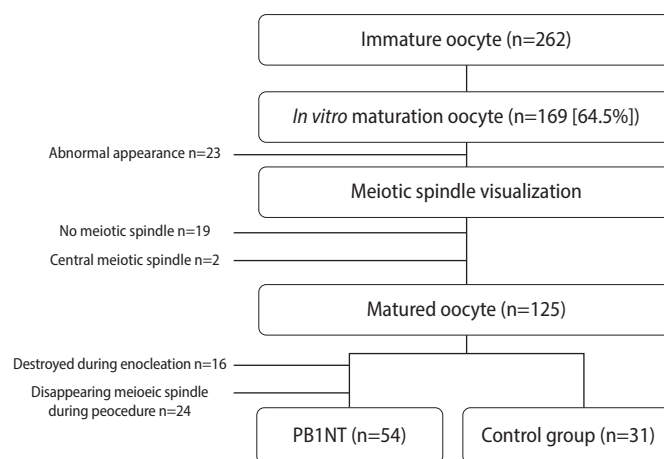 Immature oocyte (n=262)
In vitro maturation oocyte (n=169 [64.5%])
Abnormal appearance n=23
Meiotic spindle visualization
No meiotic spindle n=19
Central meiotic spindle n=2
Matured oocyte (n=125)
Destroyed during enocleation n=16
Disappearing meioeic spindle
during peocedure n=24
PB1NT (n=54)
Control group (n=31)